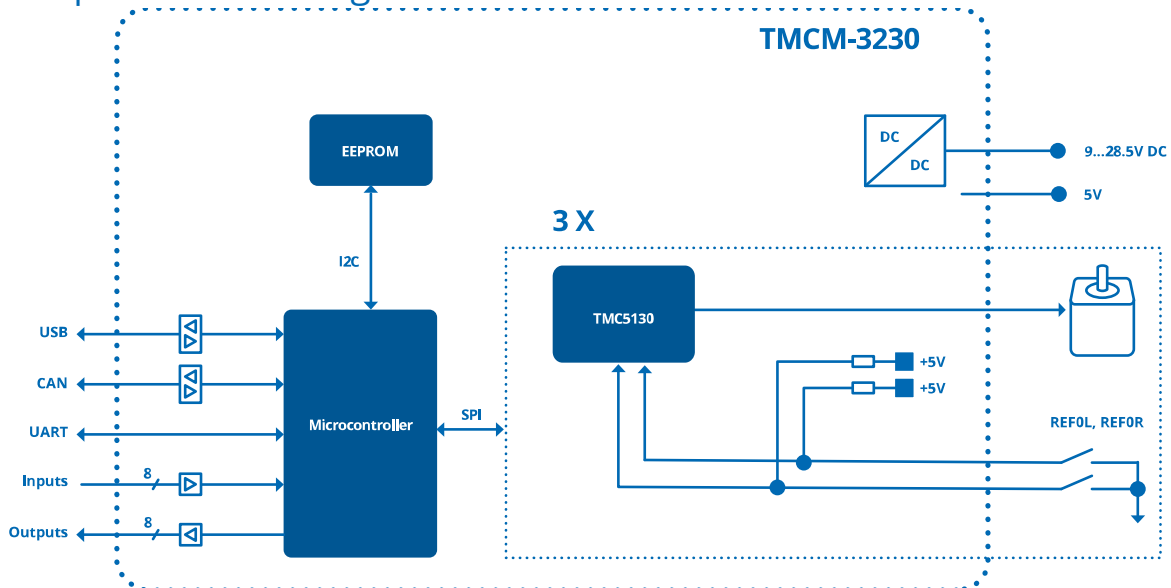 TMCM-3230
DC
DC
9...28.5V DC
5V
EEPROM
3 X
I2C
TMC5130
USB
+5V
CAN
+5V
Microcontroller
SPI
UART
REF0L, REF0R
8
Inputs
8
Outputs